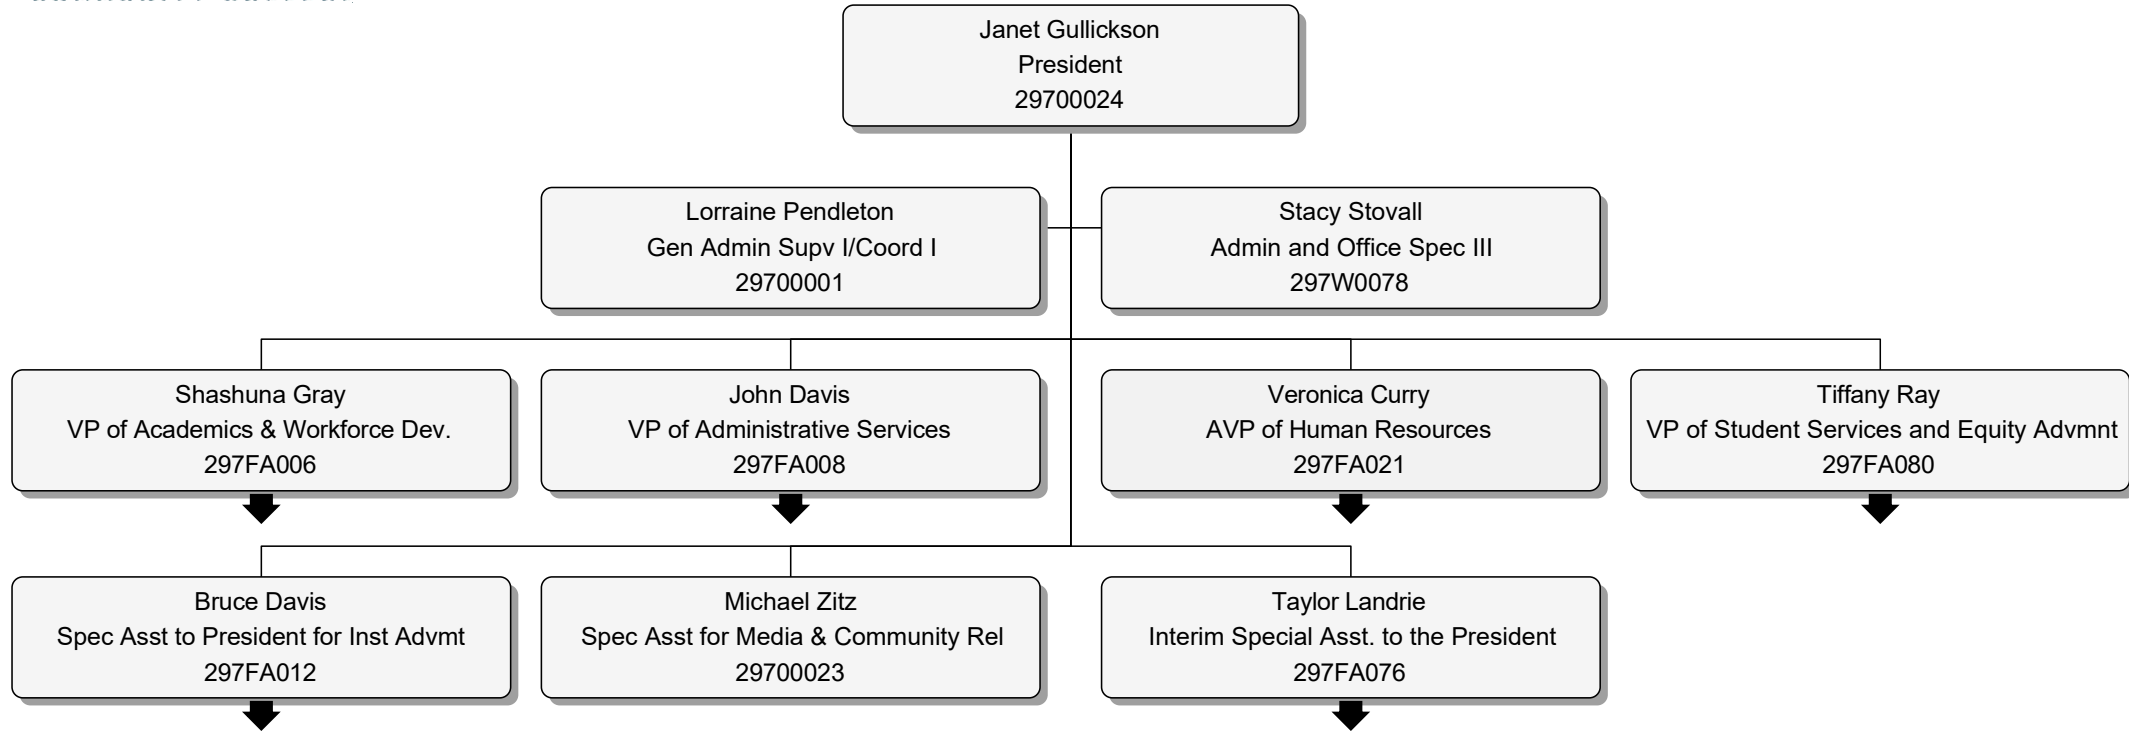 Janet Gullickson
President
29700024
Lorraine Pendleton
Gen Admin Supv I/Coord I
29700001
Stacy Stovall
Admin and Office Spec III
297W0078
Shashuna Gray
VP of Academics & Workforce Dev.
297FA006
John Davis
VP of Administrative Services
297FA008
Veronica Curry
AVP of Human Resources
297FA021
Tiffany Ray
VP of Student Services and Equity Advmnt
297FA080
Bruce Davis
Spec Asst to President for Inst Advmt
297FA012
Michael Zitz
Spec Asst for Media & Community Rel
29700023
Taylor Landrie
Interim Special Asst. to the President
297FA076